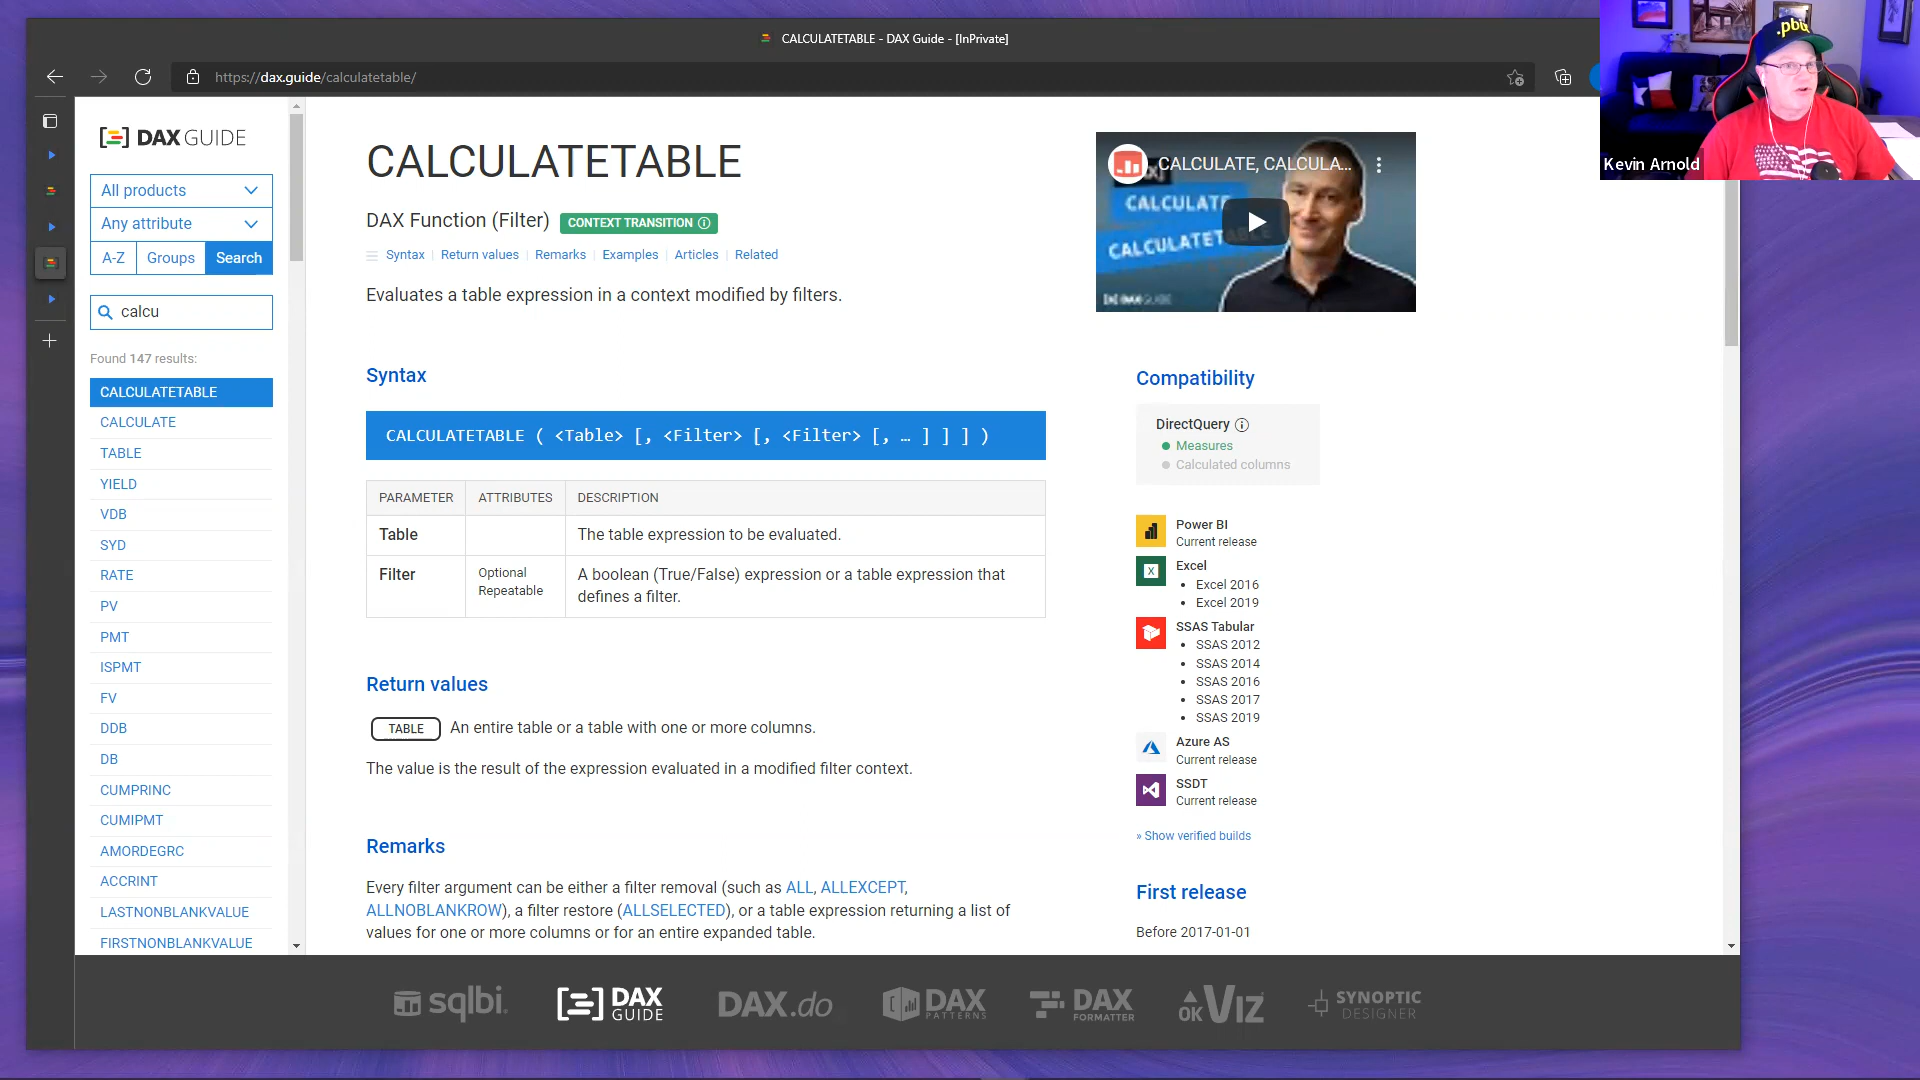 CALCULATETABLE - DAX Guide - [InPrivate]
https://dax.guide/calculatetable/
.pbix
Kevin Arnold
DAX GUIDE
All products
Any attribute
A-Z
Groups
Search
calcu
Found 147 results:
CALCULATETABLE
CALCULATE
TABLE
YIELD
VDB
SYD
RATE
PV
PMT
ISPMT
FV
DDB
DB
CUMPRINC
CUMIPMT
AMORDEGRC
ACCRINT
LASTNONBLANKVALUE
FIRSTNONBLANKVALUE
CALCULATETABLE
DAX Function (Filter) CONTEXT TRANSITION
Syntax | Return values | Remarks | Examples | Articles | Related
Evaluates a table expression in a context modified by filters.
CALCULATE, CALCULA...
CALCULATE
CALCULATET
DAX GUIDE
Syntax
CALCULATETABLE ( <Table> [, <Filter> [, <Filter> [, … ] ] ] )
PARAMETER ATTRIBUTES DESCRIPTION
Table The table expression to be evaluated.
Filter Optional Repeatable A boolean (True/False) expression or a table expression that
defines a filter.
Return values
TABLE An entire table or a table with one or more columns.
The value is the result of the expression evaluated in a modified filter context.
Remarks
Every filter argument can be either a filter removal (such as ALL, ALLEXCEPT,
ALLNOBLANKROW), a filter restore (ALLSELECTED), or a table expression returning a list of
values for one or more columns or for an entire expanded table.
Compatibility
DirectQuery
Measures
Calculated columns
Power BI
Current release
Excel
Excel 2016
Excel 2019
SSAS Tabular
SSAS 2012
SSAS 2014
SSAS 2016
SSAS 2017
SSAS 2019
Azure AS
Current release
SSDT
Current release
» Show verified builds
First release
Before 2017-01-01
sqlbi.
DAX GUIDE
DAX.do
DAX PATTERNS
DAX FORMATTER
OK VIZ
SYNOPTIC DESIGNER